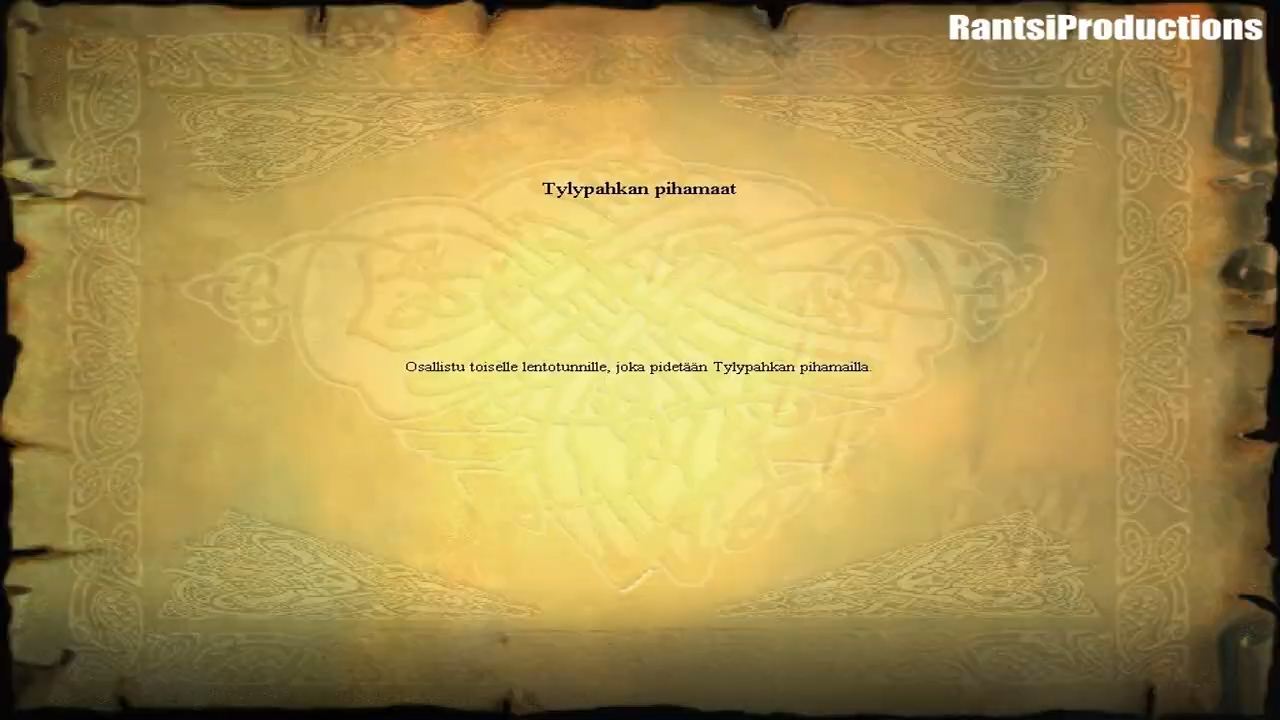 RantsiProductions
Tylypahkan pihamaat
Osallistu toiselle lentotunnille, joka pidetään Tylypahkan pihamailla.